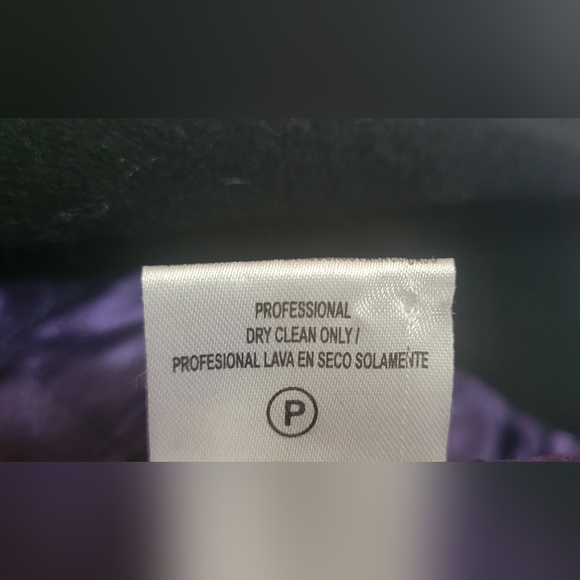 PROFESSIONAL
DRY CLEAN ONLY /
PROFESIONAL LAVA EN SECO SOLAMENTE
P